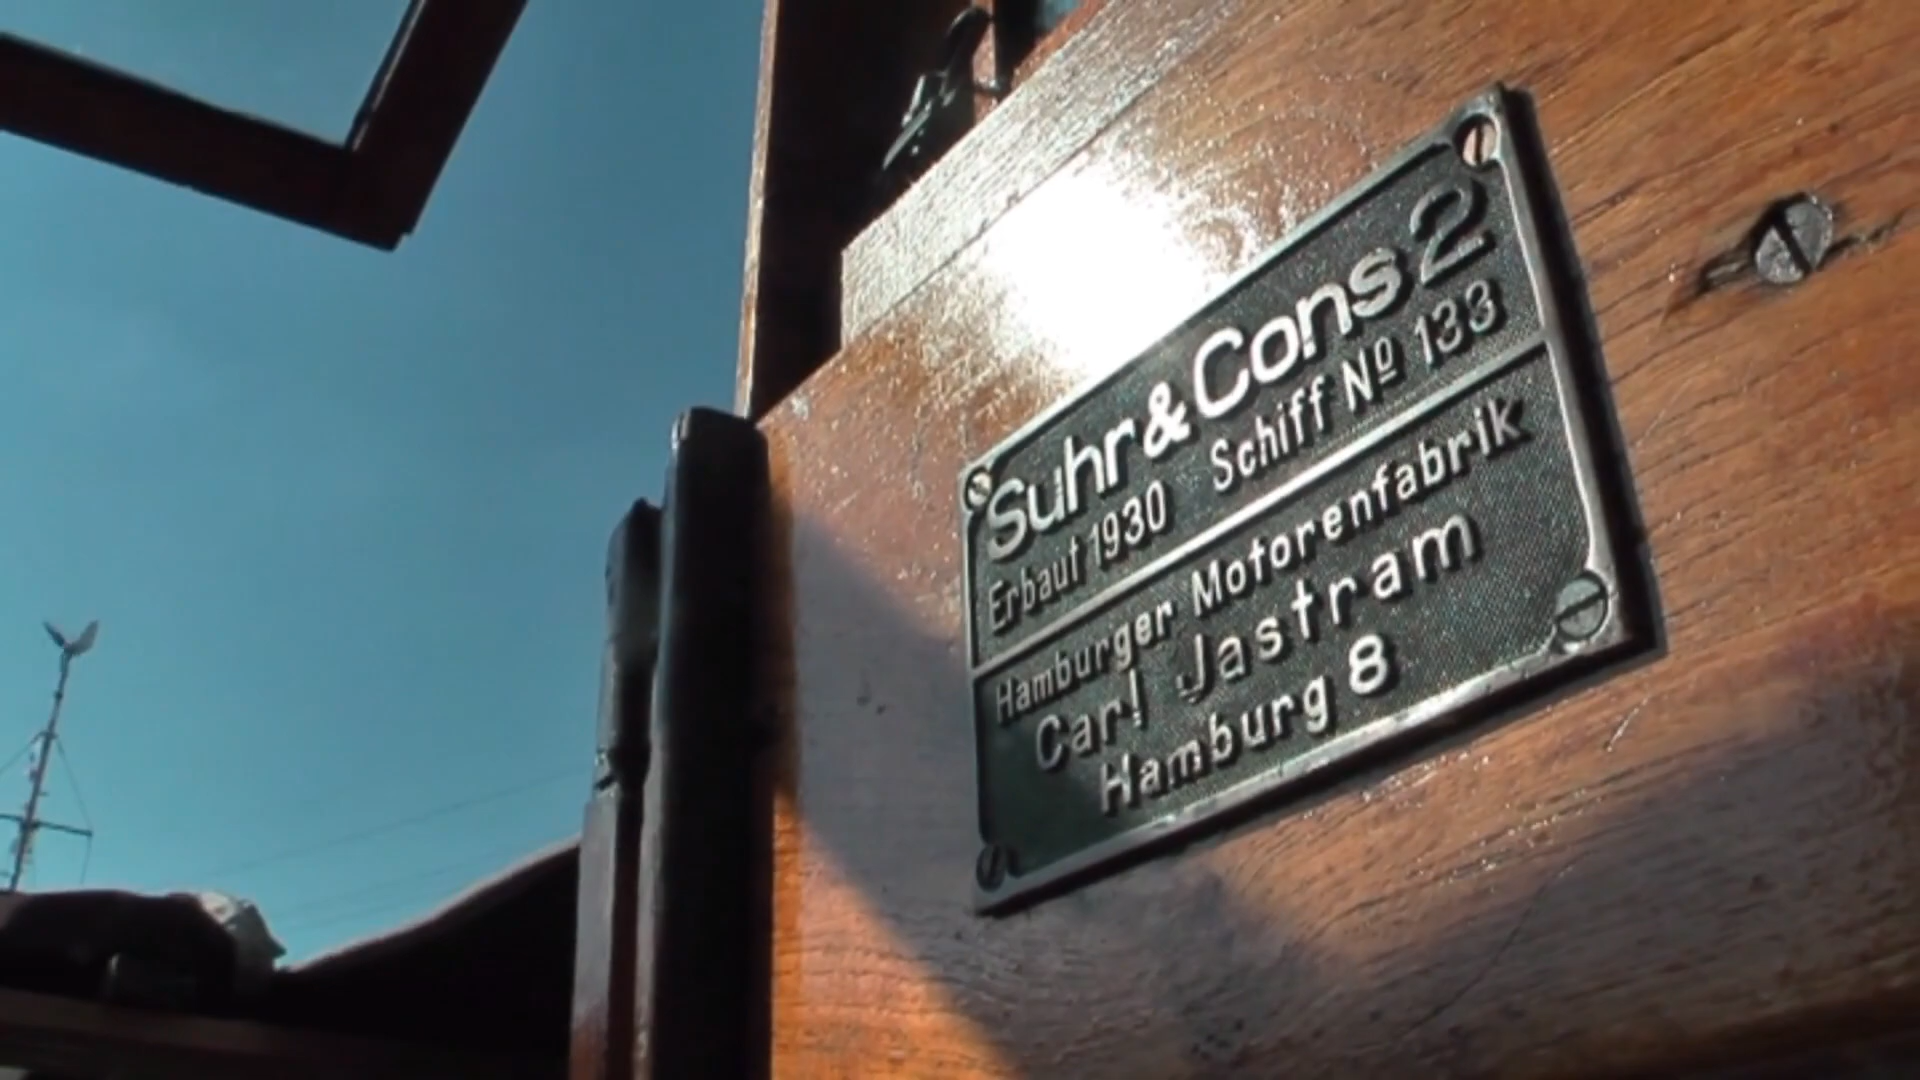 Suhr & Cons 2
Erbaut 1930 Schiff Nº 133
Hamburger Motorenfabrik
Carl Jastram
Hamburg 8